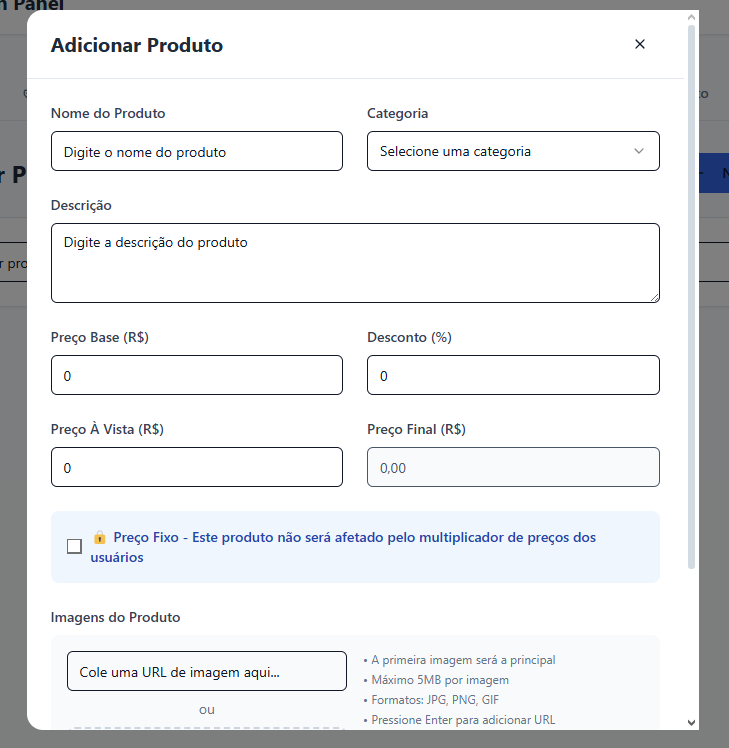 n Panel
Adicionar Produto
Nome do Produto
Categoria
Digite o nome do produto
Selecione uma categoria
Descrição
Digite a descrição do produto
Preço Base (R$)
Desconto (%)
0
0
Preço À Vista (R$)
Preço Final (R$)
0
0,00
🔒 Preço Fixo - Este produto não será afetado pelo multiplicador de preços dos
usuários
Imagens do Produto
Cole uma URL de imagem aqui...
ou
• A primeira imagem será a principal
• Máximo 5MB por imagem
• Formatos: JPG, PNG, GIF
• Pressione Enter para adicionar URL